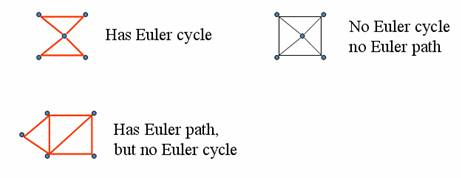 Has Euler cycle
No Euler cycle
no Euler path
Has Euler path,
but no Euler cycle